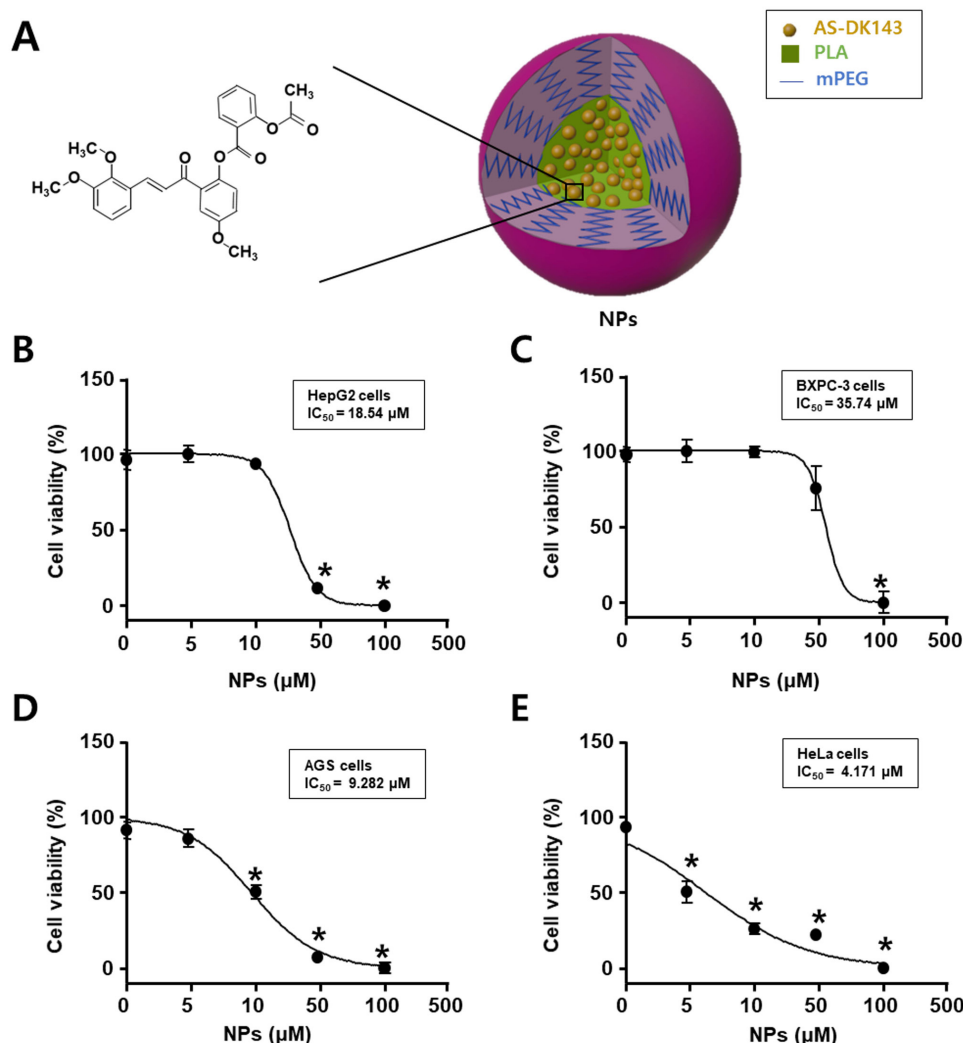 A
AS-DK143
PLA
mPEG
CH₃
O
O
O
O
O
O
H₃C
H₃C
O
O
CH₃
NPs
B
150
100
50
0
Cell viability (%)
HepG2 cells
IC₅₀ = 18.54 µM
*
*
0 5 10 50 100 500
NPs (µM)
C
150
100
50
0
Cell viability (%)
BXPC-3 cells
IC₅₀ = 35.74 µM
*
0 5 10 50 100 500
NPs (µM)
D
150
100
50
0
Cell viability (%)
AGS cells
IC₅₀ = 9.282 µM
*
*
*
0 5 10 50 100 500
NPs (µM)
E
150
100
50
0
Cell viability (%)
HeLa cells
IC₅₀ = 4.171 µM
*
*
*
*
0 5 10 50 100 500
NPs (µM)